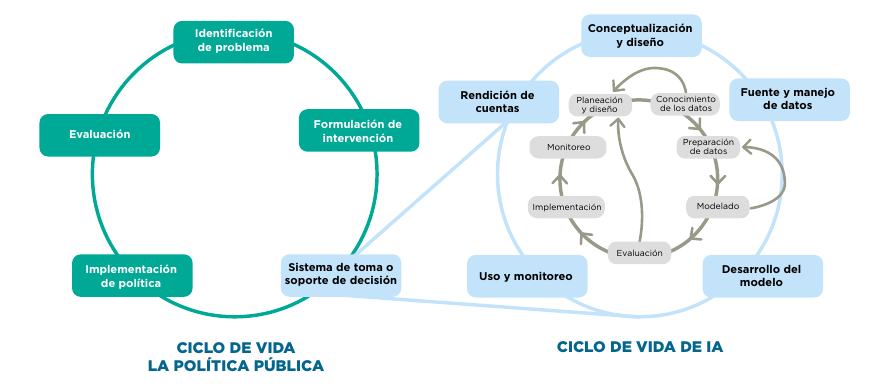 Identificación
de problema
Formulación de
intervención
Sistema de toma o
soporte de decisión
Implementación
de política
Evaluación
CICLO DE VIDA
LA POLÍTICA PÚBLICA
Conceptualización
y diseño
Fuente y manejo
de datos
Desarrollo del
modelo
Uso y monitoreo
Rendición de
cuentas
Planeación
y diseño
Conocimiento
de los datos
Preparación
de datos
Modelado
Evaluación
Implementación
Monitoreo
CICLO DE VIDA DE IA